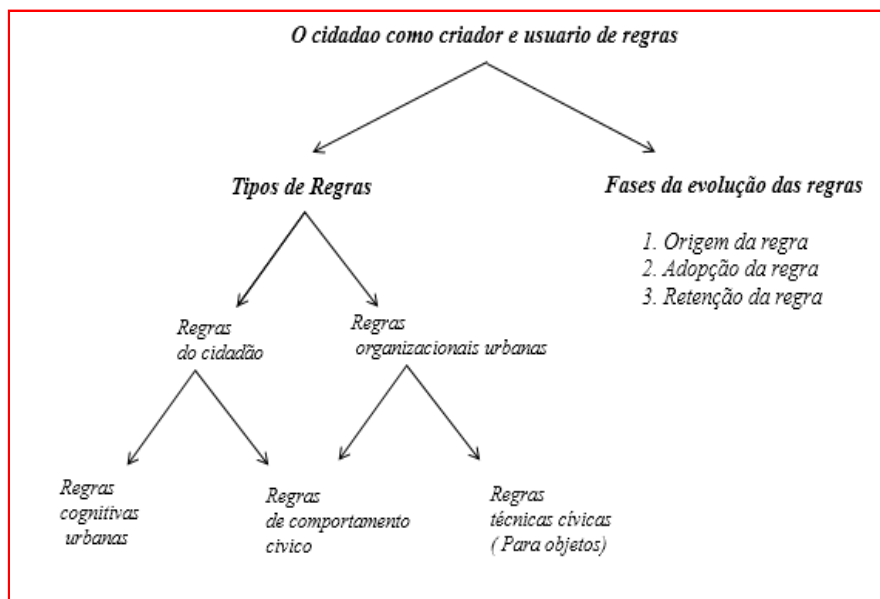 O cidadao como criador e usuario de regras
Tipos de Regras
Fases da evolução das regras
1. Origem da regra
2. Adopção da regra
3. Retenção da regra
Regras
do cidadão
Regras
organizacionais urbanas
Regras
cognitivas
urbanas
Regras
de comportamento
cívico
Regras
técnicas cívicas
( Para objetos)